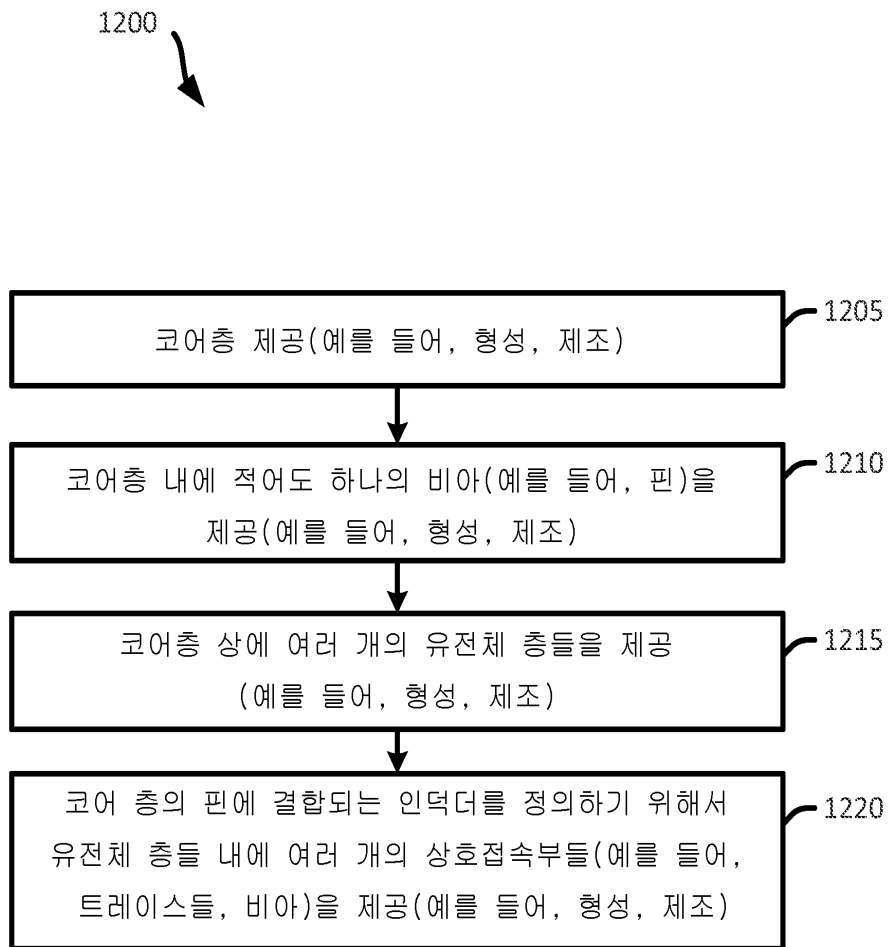 1200
코어층 제공(예를 들어, 형성, 제조)
1205
코어층 내에 적어도 하나의 비아(예를 들어, 핀)을
제공(예를 들어, 형성, 제조)
1210
코어층 상에 여러 개의 유전체 층들을 제공
(예를 들어, 형성, 제조)
1215
코어 층의 핀에 결합되는 인덕더를 정의하기 위해서
유전체 층들 내에 여러 개의 상호접속부들(예를 들어,
트레이스들, 비아)을 제공(예를 들어, 형성, 제조)
1220